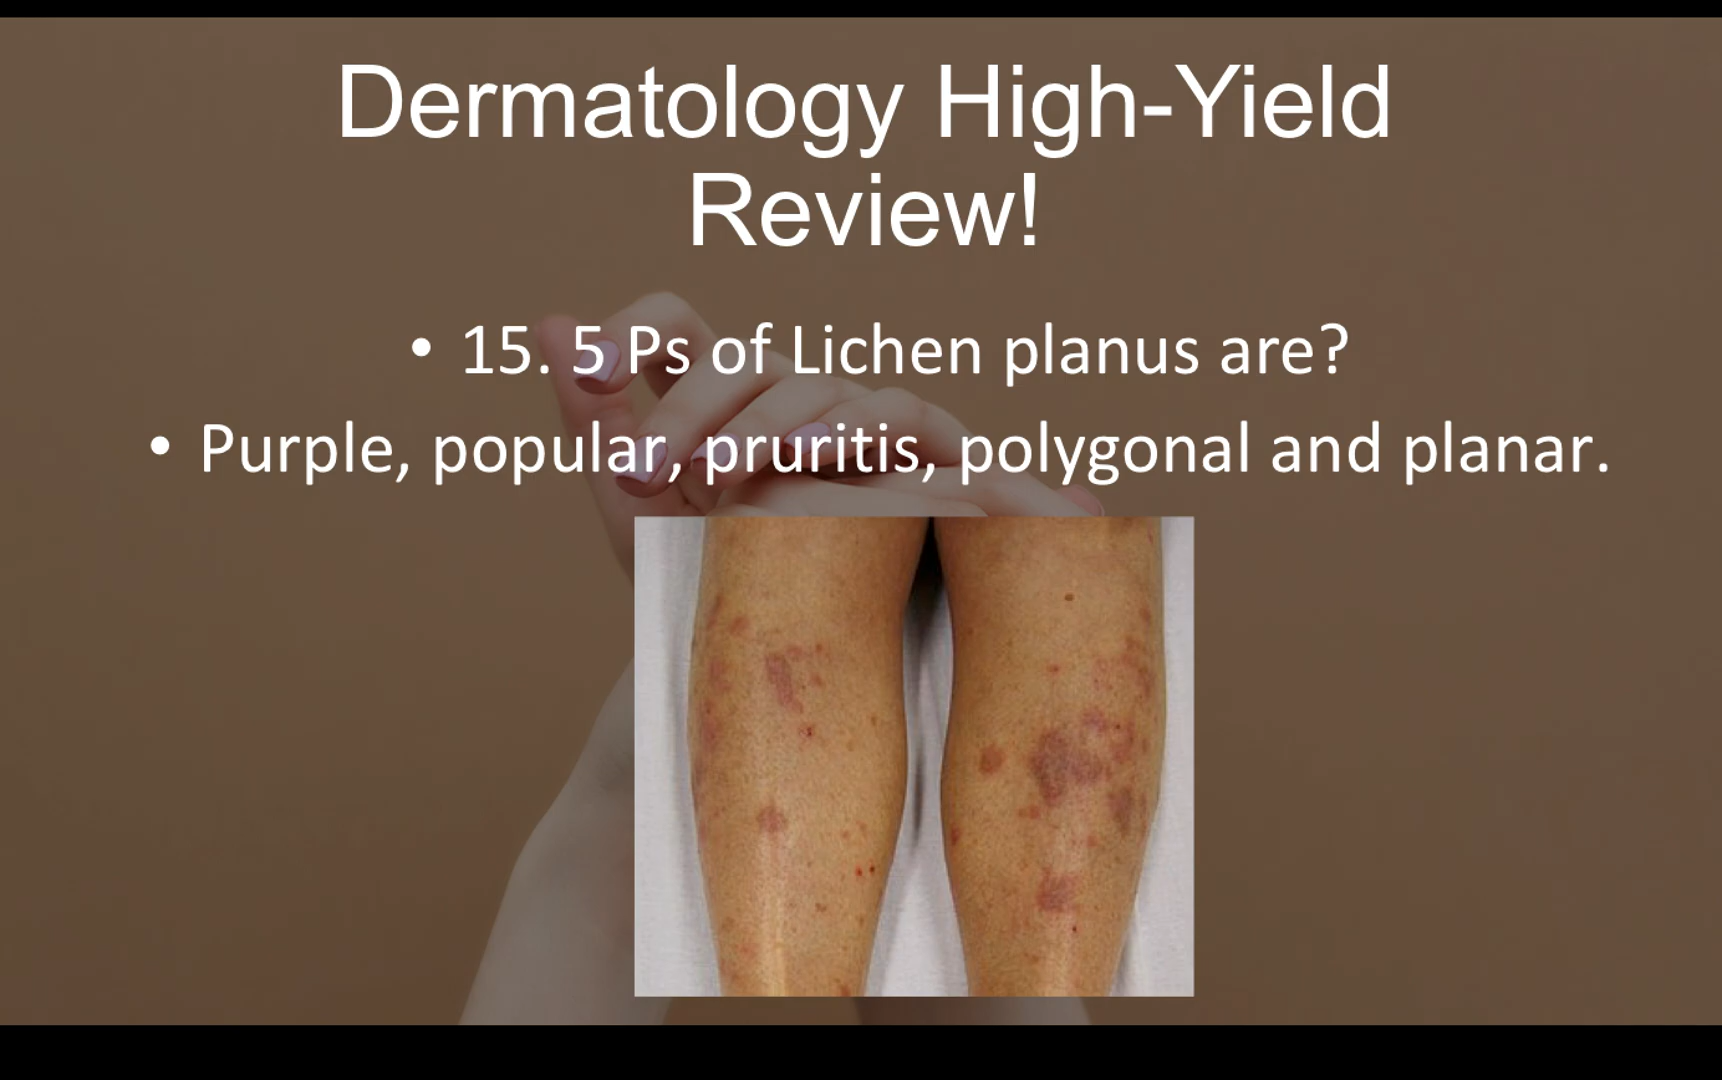 Dermatology High-Yield
Review!
• 15. 5 Ps of Lichen planus are?
• Purple, popular, pruritis, polygonal and planar.